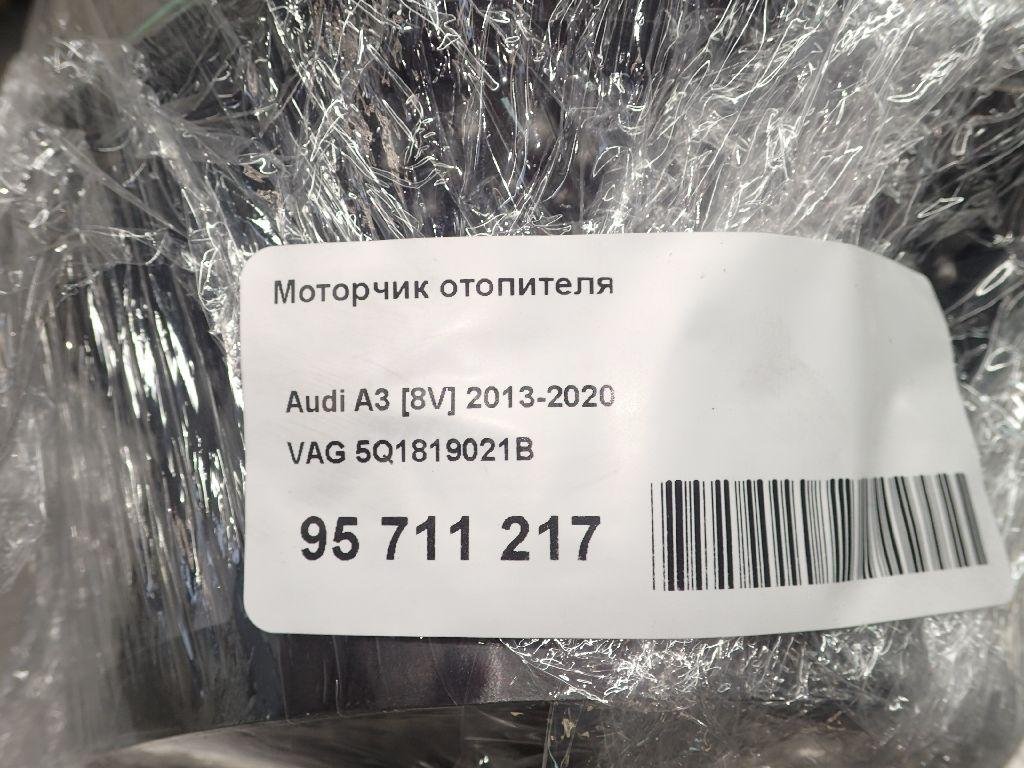 Моторчик отопителя
Audi A3 [8V] 2013-2020
VAG 5Q1819021B
95 711 217